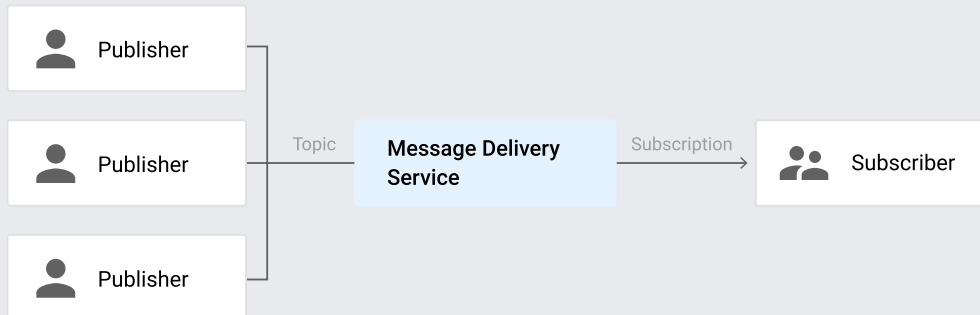 Publisher
Publisher
Publisher
Topic
Message Delivery
Service
Subscription
Subscriber